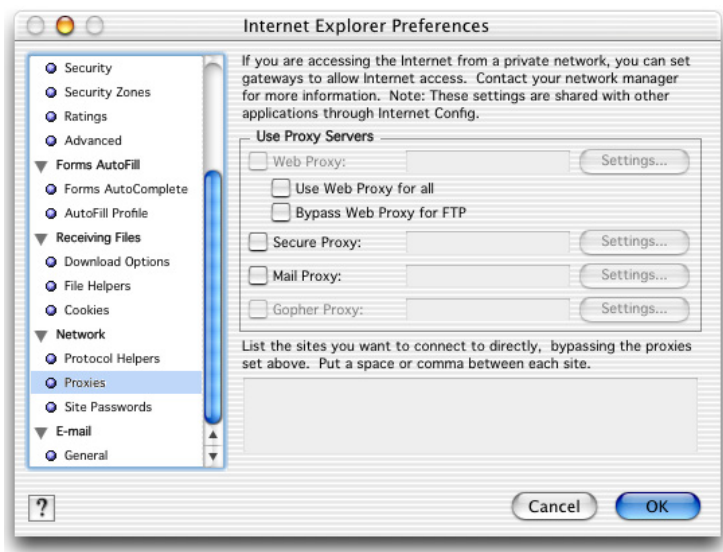 Internet Explorer Preferences
Security
Security Zones
Ratings
Advanced
Forms AutoFill
Forms AutoComplete
AutoFill Profile
Receiving Files
Download Options
File Helpers
Cookies
Network
Protocol Helpers
Proxies
Site Passwords
E-mail
General
If you are accessing the Internet from a private network, you can set
gateways to allow Internet access. Contact your network manager
for more information. Note: These settings are shared with other
applications through Internet Config.
Use Proxy Servers
Web Proxy: Settings...
Use Web Proxy for all
Bypass Web Proxy for FTP
Secure Proxy: Settings...
Mail Proxy: Settings...
Gopher Proxy: Settings...
List the sites you want to connect to directly, bypassing the proxies
set above. Put a space or comma between each site.
?
Cancel OK